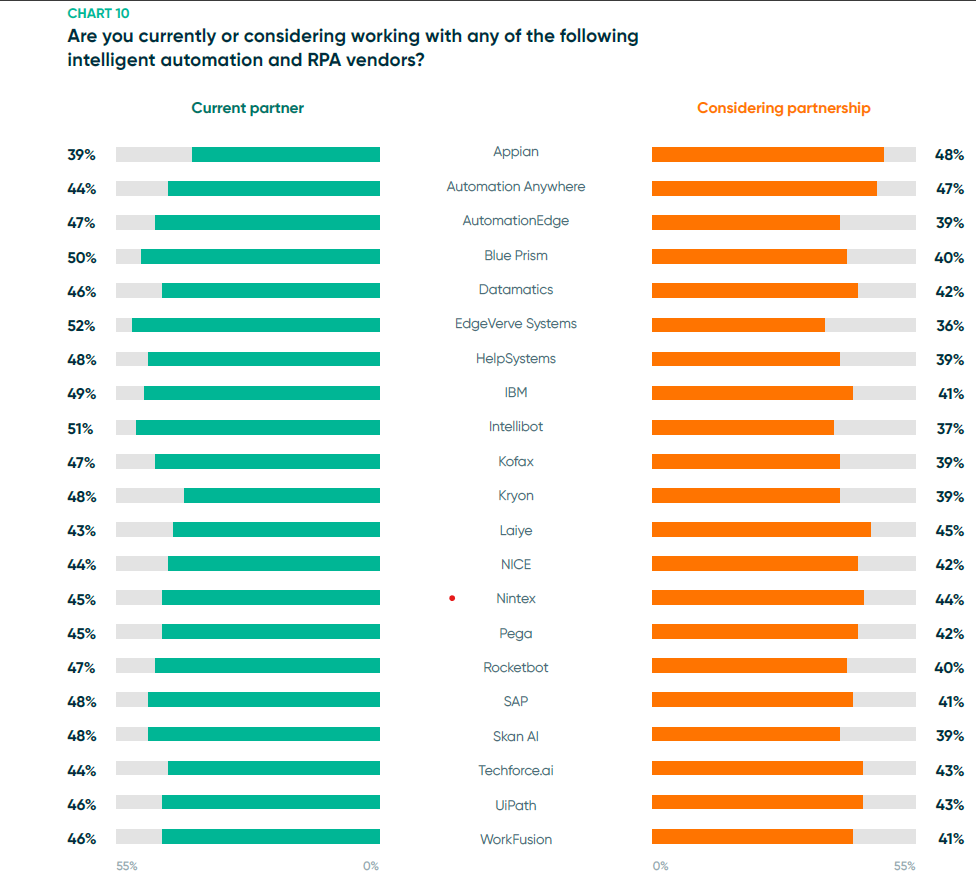 CHART 10
Are you currently or considering working with any of the following
intelligent automation and RPA vendors?
Current partner Considering partnership
39% Appian 48%
44% Automation Anywhere 47%
47% AutomationEdge 39%
50% Blue Prism 40%
46% Datamatics 42%
52% EdgeVerve Systems 36%
48% HelpSystems 39%
49% IBM 41%
51% Intellibot 37%
47% Kofax 39%
48% Kryon 39%
43% Laiye 45%
44% NICE 42%
45% Nintex 44%
45% Pega 42%
47% Rocketbot 40%
48% SAP 41%
48% Skan AI 39%
44% Techforce.ai 43%
46% UiPath 43%
46% WorkFusion 41%
55% 0% 0% 55%